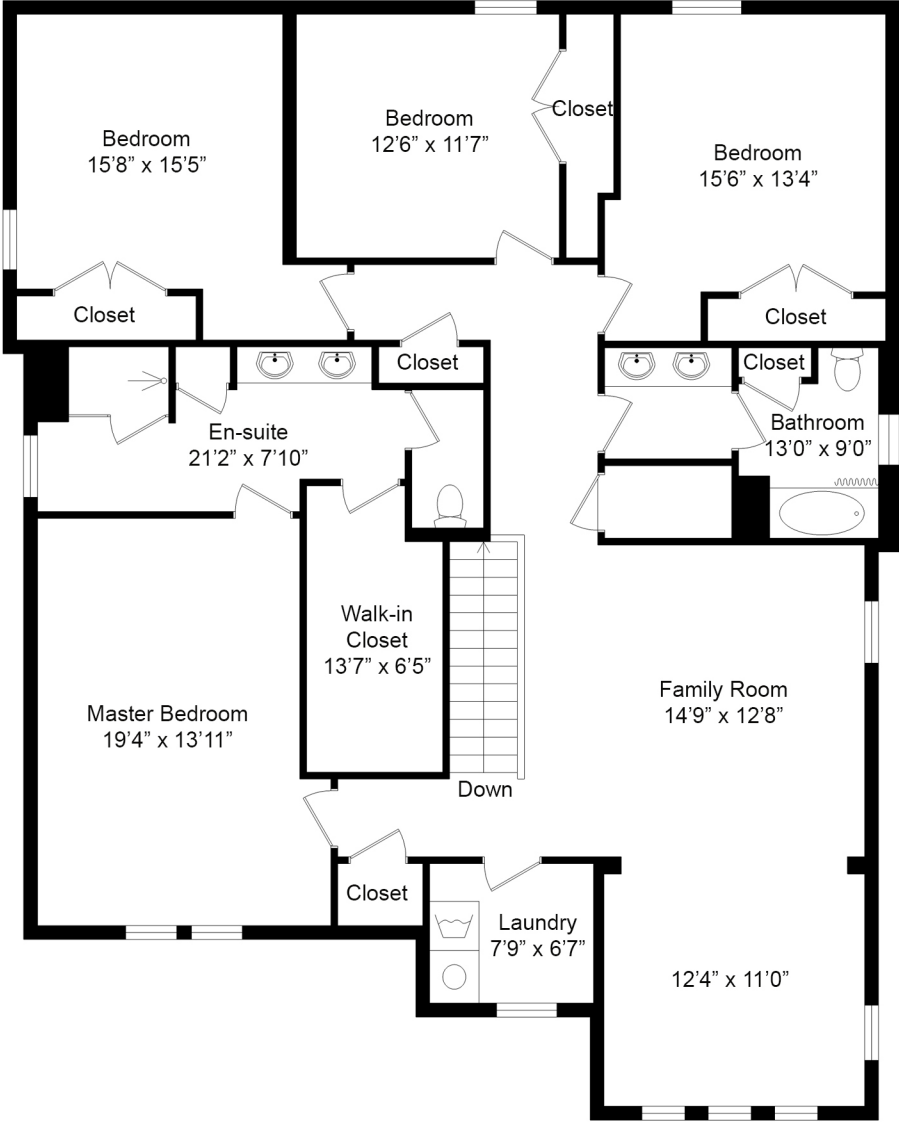 Bedroom
15’8” x 15’5”
Bedroom
12’6” x 11’7”
Closet
Bedroom
15’6” x 13’4”
Closet
Closet
Closet
Closet
En-suite
21’2” x 7’10”
Bathroom
13’0” x 9’0”
Walk-in
Closet
13’7” x 6’5”
Master Bedroom
19’4” x 13’11”
Family Room
14’9” x 12’8”
Down
Closet
Laundry
7’9” x 6’7”
12’4” x 11’0”